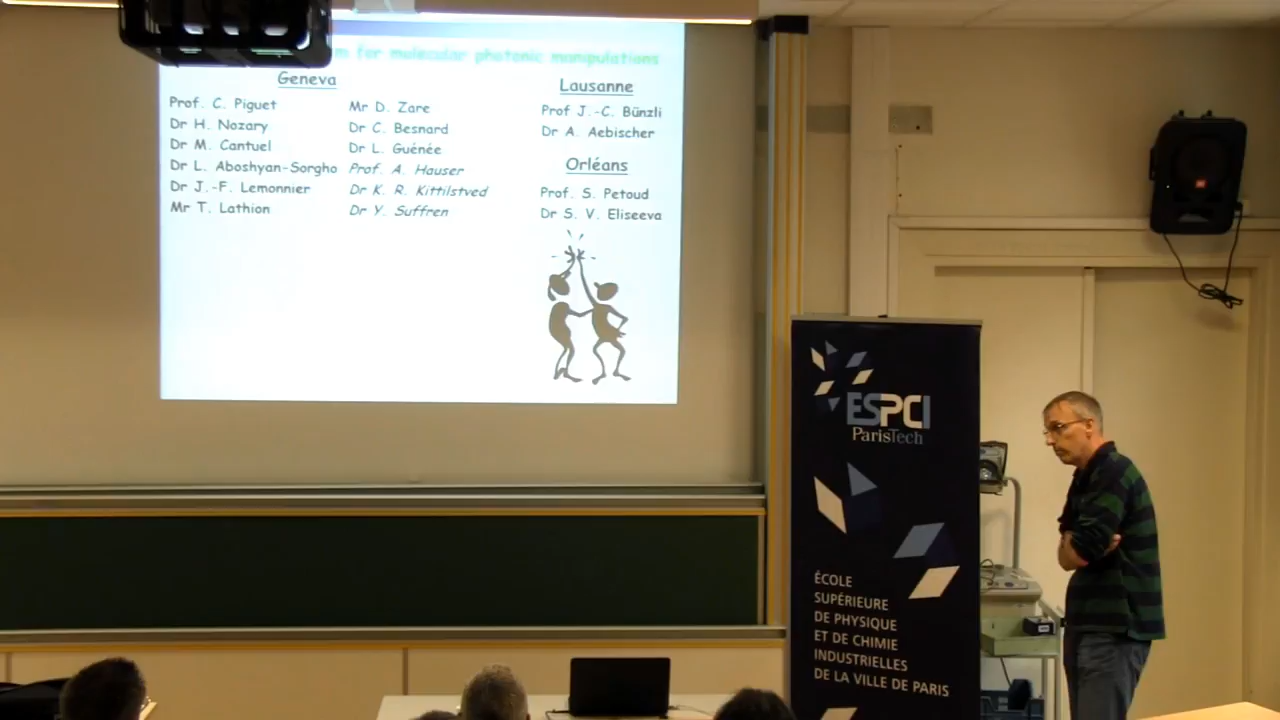 for molecular photonic manipulations
Geneva
Prof. C. Piguet
Dr H. Nozary
Dr M. Cantuel
Dr L. Aboshyan-Sorgho
Dr J.-F. Lemonnier
Mr T. Lathion
Mr D. Zare
Dr C. Besnard
Dr L. Guénée
Prof. A. Hauser
Dr K. R. Kittilstved
Dr Y. Suffren
Lausanne
Prof J.-C. Bünzli
Dr A. Aebischer
Orléans
Prof. S. Petoud
Dr S. V. Eliseeva
ESPCI
ParisTech
ÉCOLE
SUPÉRIEURE
DE PHYSIQUE
ET DE CHIMIE
INDUSTRIELLES
DE LA VILLE DE PARIS